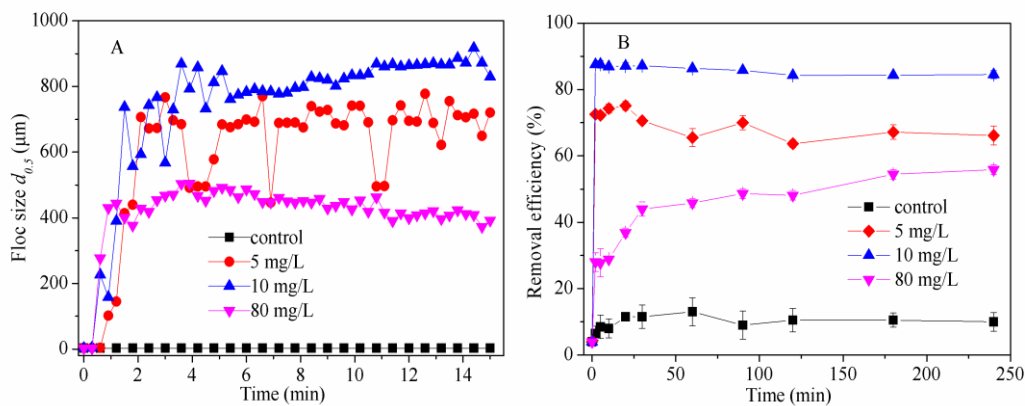 A
Floc size d0.5 (μm)
1000
800
600
400
200
0
control
5 mg/L
10 mg/L
80 mg/L
0 2 4 6 8 10 12 14
Time (min)
B
Removal efficiency (%)
100
80
60
40
20
0
control
5 mg/L
10 mg/L
80 mg/L
0 50 100 150 200 250
Time (min)